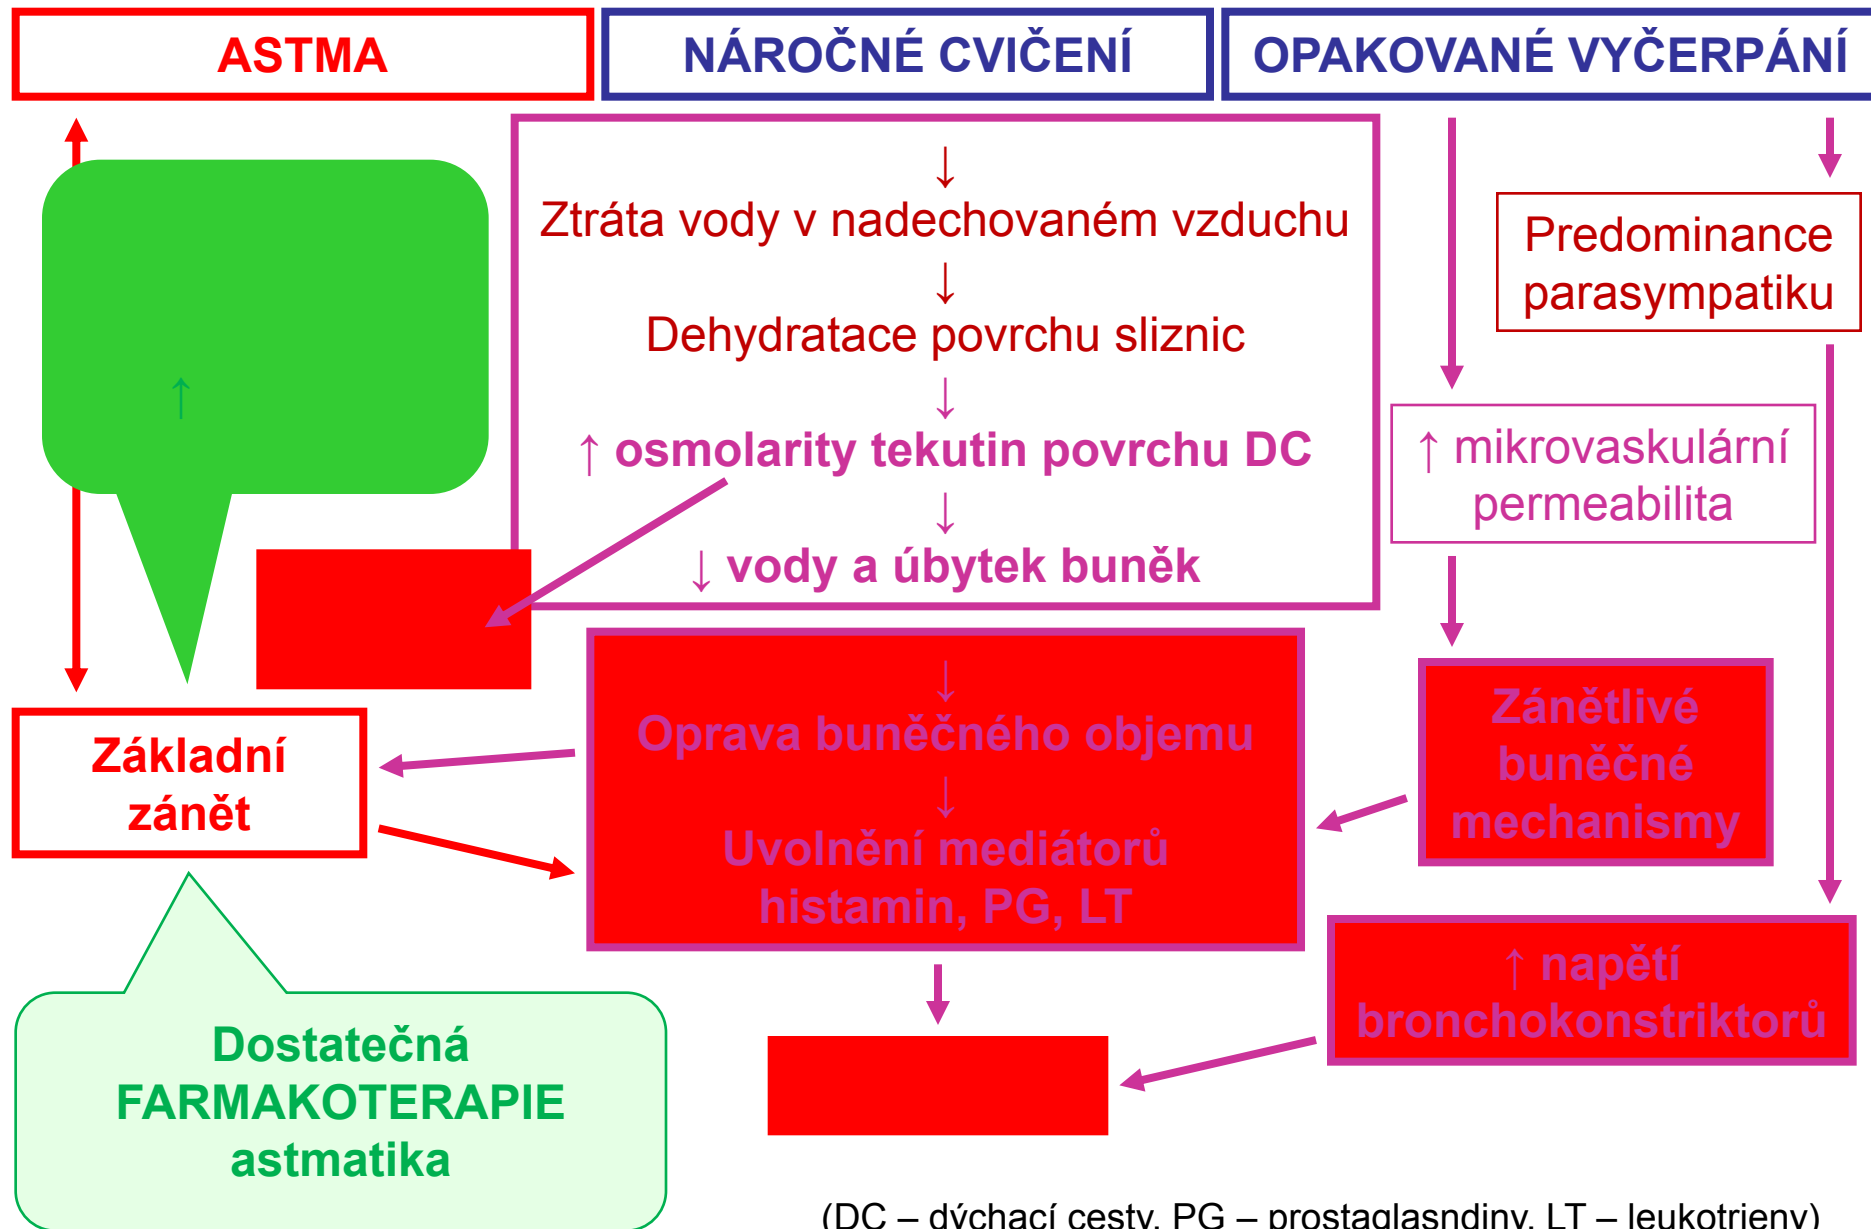 ASTMA
NÁROČNÉ CVIČENÍ
OPAKOVANÉ VYČERPÁNÍ
↓
Ztráta vody v nadechovaném vzduchu
↓
Dehydratace povrchu sliznic
↓
↑ osmolarity tekutin povrchu DC
↓
↓ vody a úbytek buněk
Predominance
parasympatiku
↑ mikrovaskulární
permeabilita
↑
↓
Oprava buněčného objemu
↓
Uvolnění mediátorů
histamin, PG, LT
Zánětlivé
buněčné
mechanismy
Základní
zánět
↑ napětí
bronchokonstriktorů
Dostatečná
FARMAKOTERAPIE
astmatika
(DC – dýchací cesty, PG – prostaglasndiny, LT – leukotrieny)